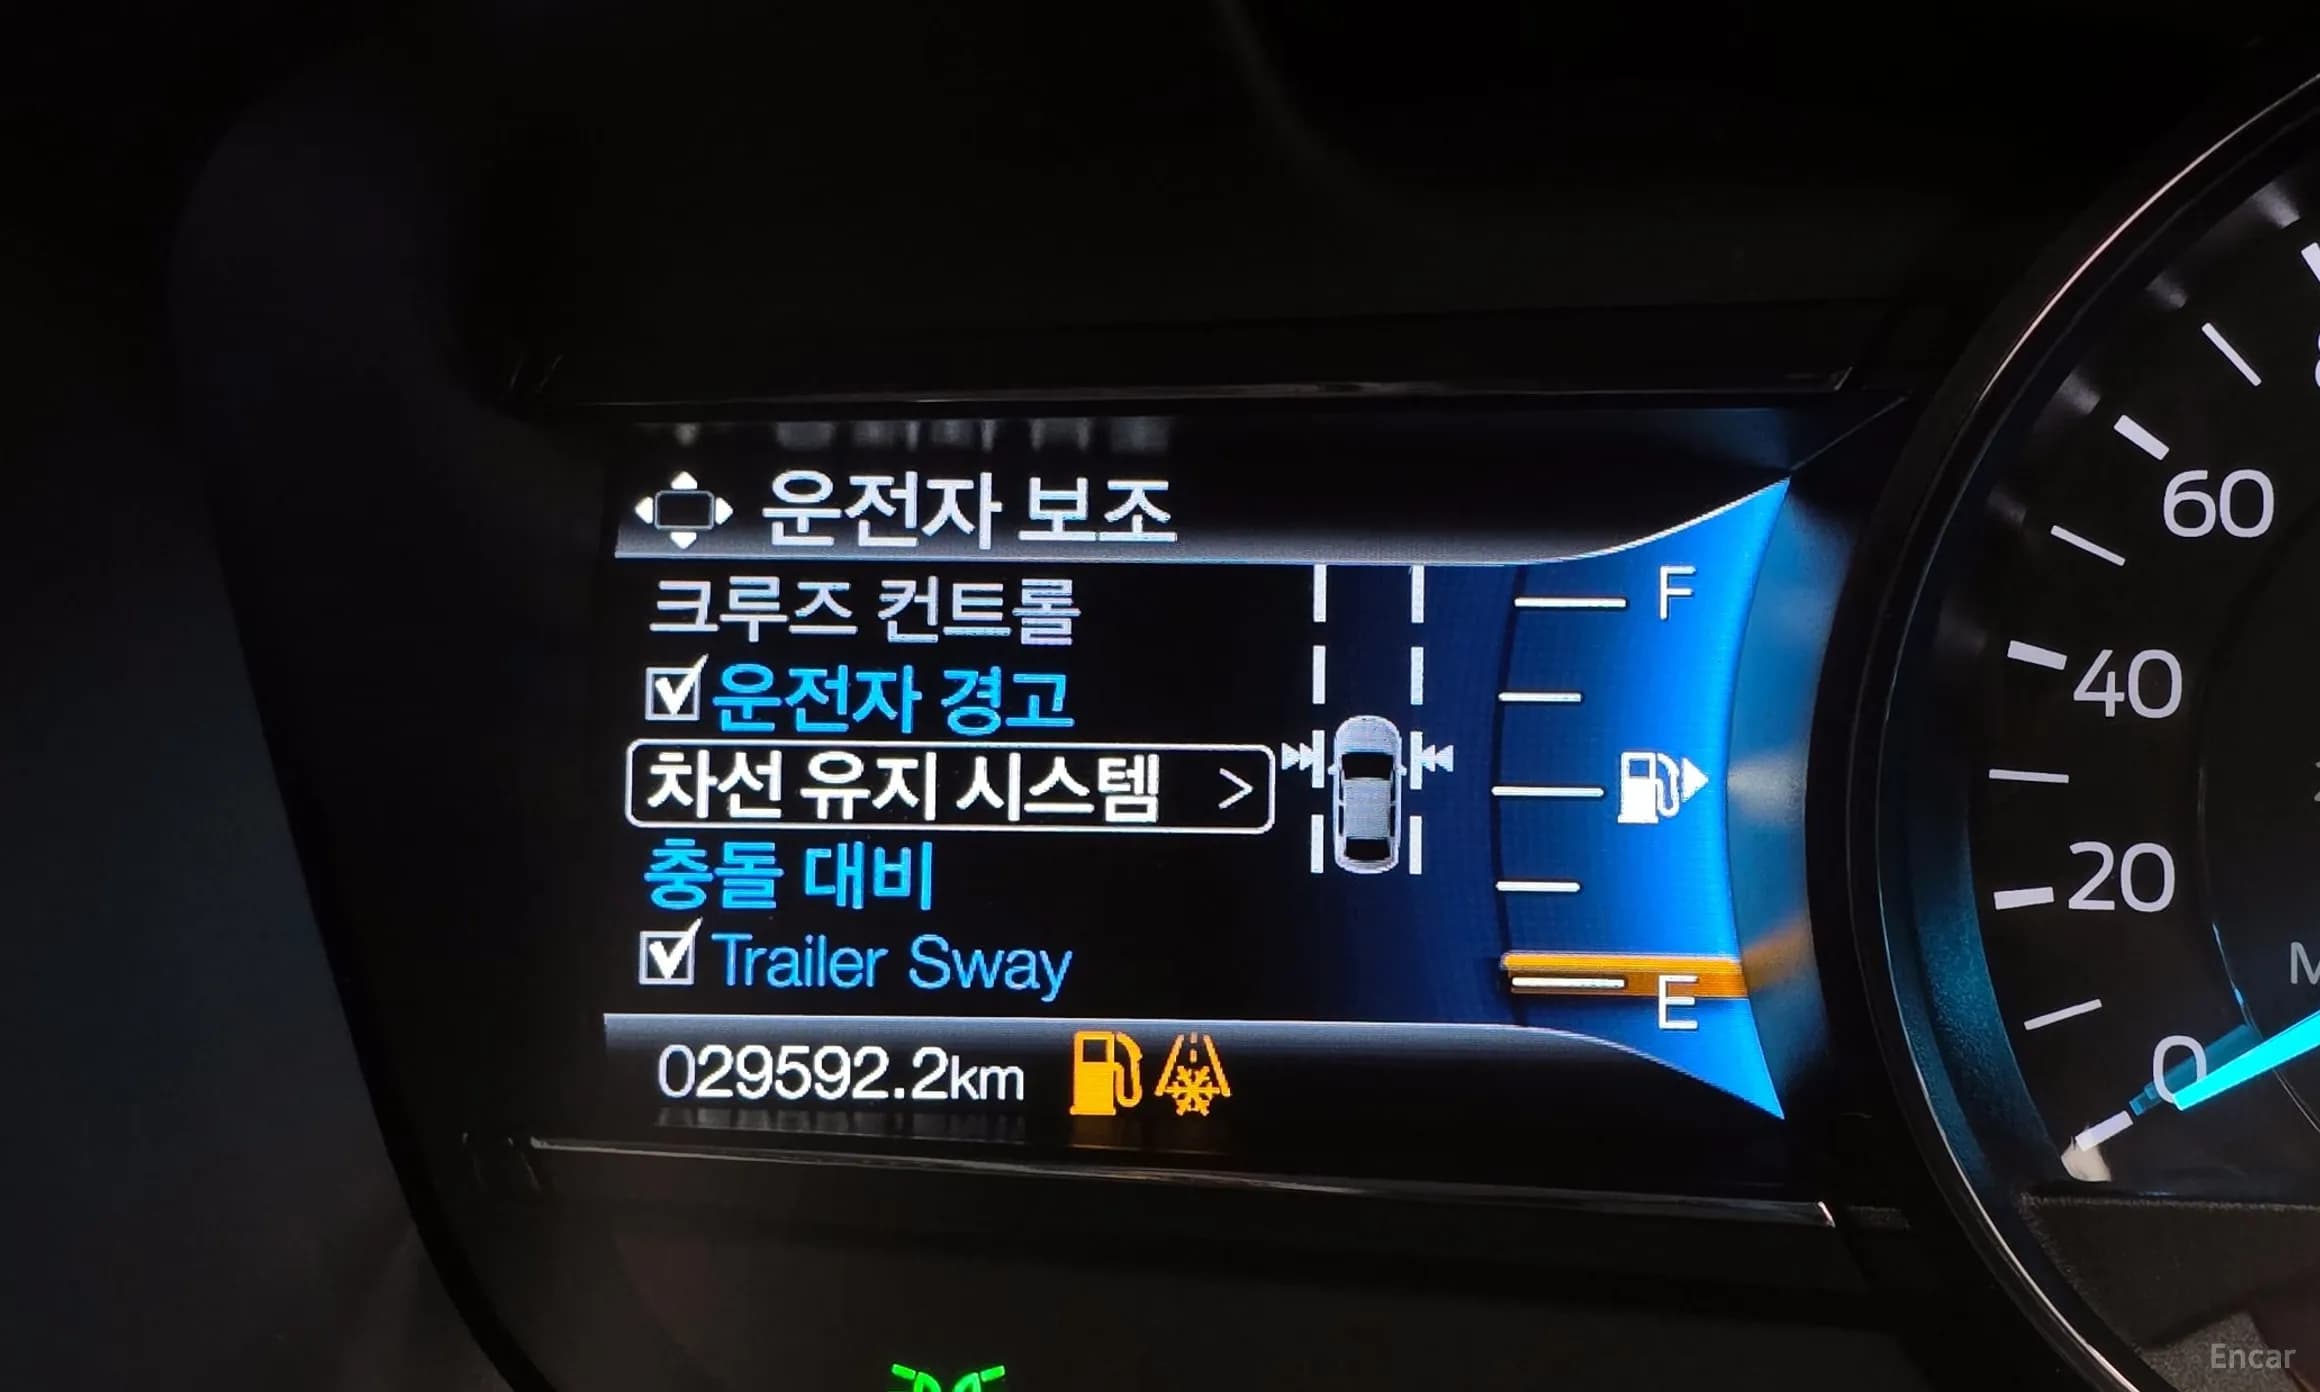 운전자 보조
크루즈 컨트롤
운전자 경고
차선 유지 시스템 >
충돌 대비
Trailer Sway
029592.2km
F
E
60
40
20
0
Encar